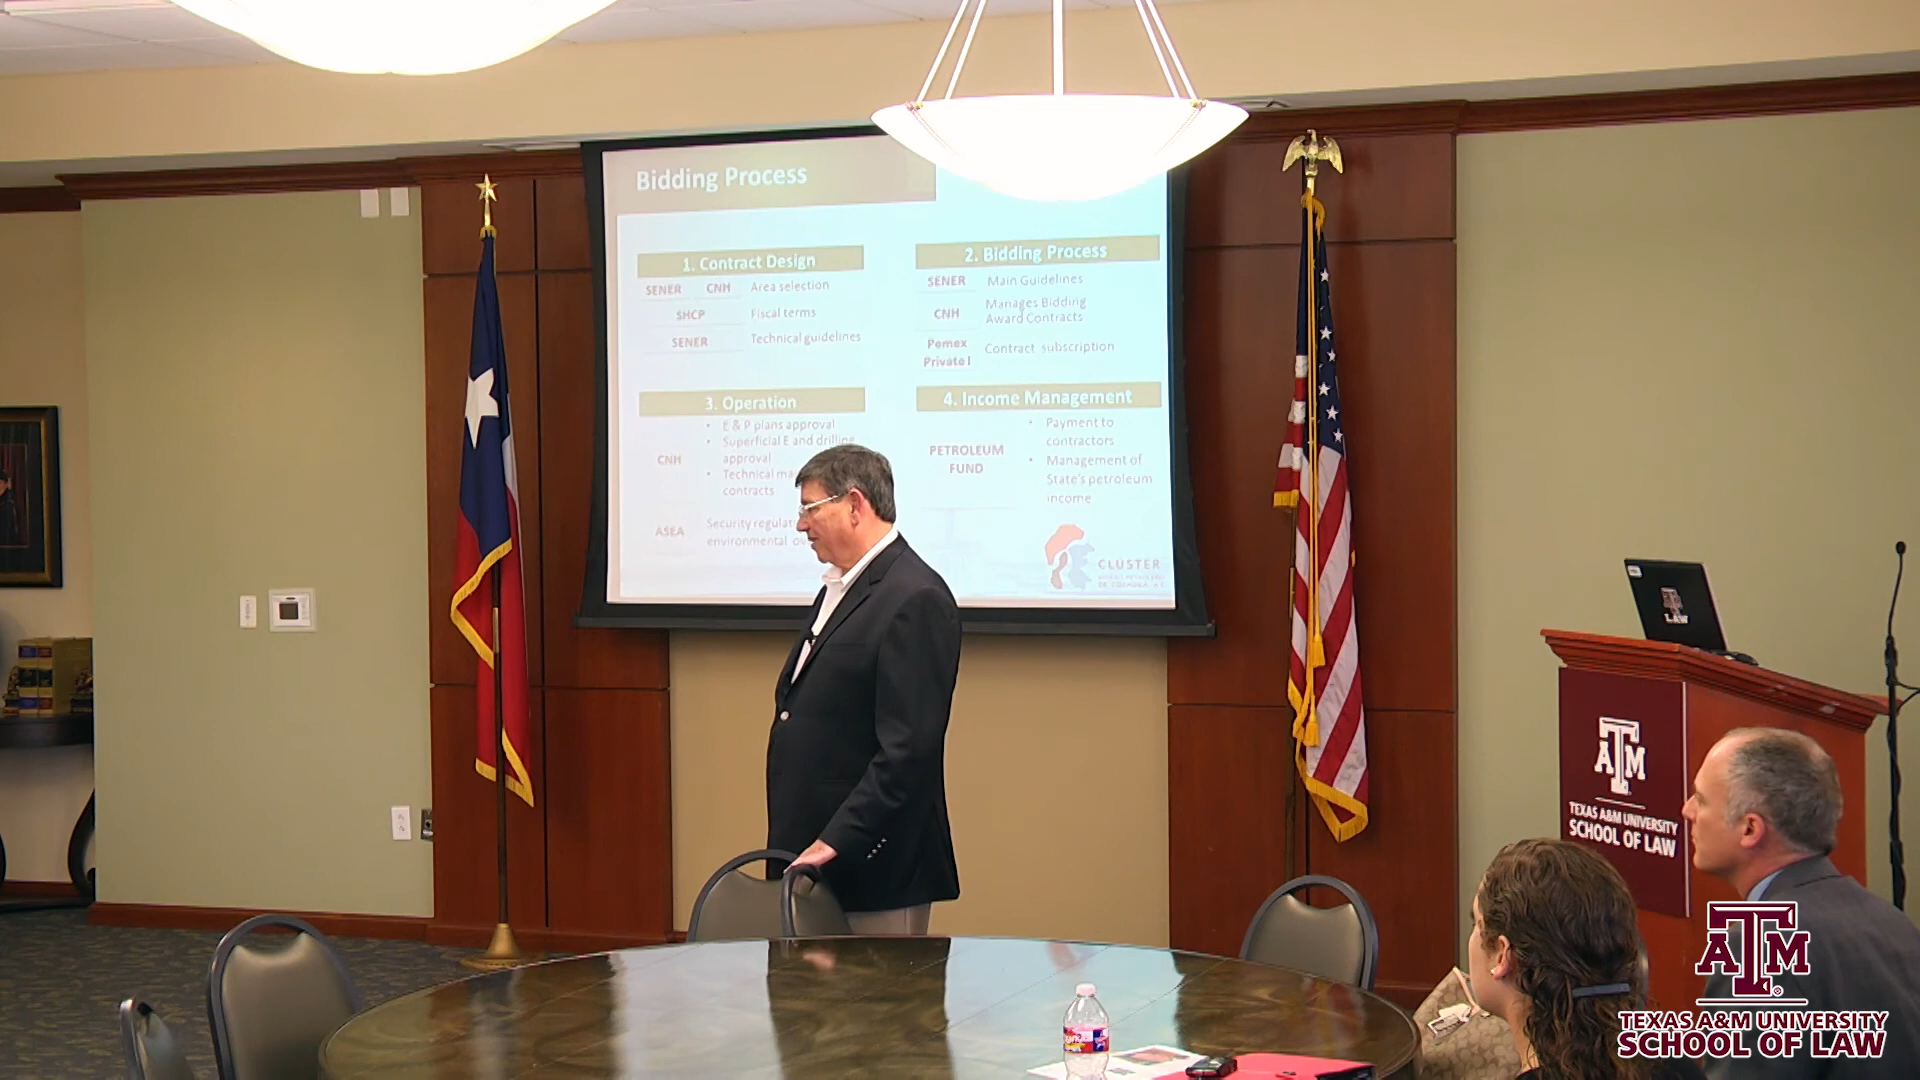 Bidding Process
1. Contract Design
SENER CNH Area selection
SHCP Fiscal terms
SENER Technical guidelines
2. Bidding Process
SENER Main Guidelines
CNH Manages Bidding
Award Contracts
Pemex
Private I
Contract subscription
3. Operation
CNH
• E & P plans approval
• Superficial E and drilling
approval
• Technical
contracts
ASEA
Security
environmental
4. Income Management
PETROLEUM
FUND
• Payment to
contractors
• Management of
State's petroleum
income
CLUSTER
ATM
LAW
ATM
TEXAS A&M UNIVERSITY
SCHOOL OF LAW
ATM
TEXAS A&M UNIVERSITY
SCHOOL OF LAW